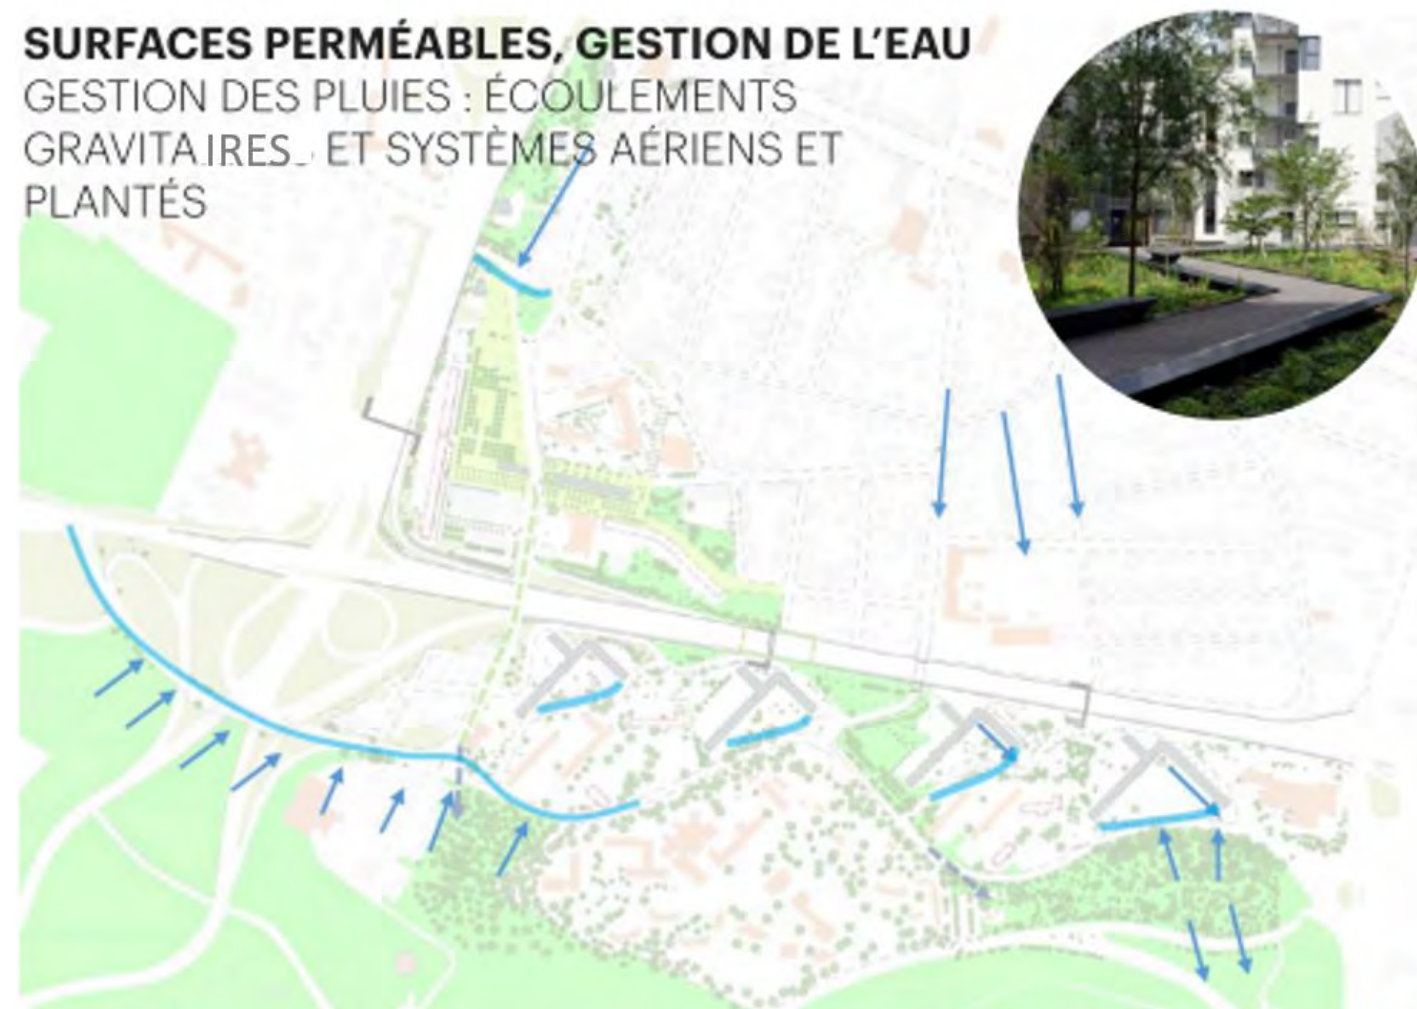 SURFACES PERMÉABLES, GESTION DE L'EAU
GESTION DES PLUIES : ÉCOULEMENTS
GRAVITAIRES ET SYSTÈMES AÉRIENS ET
PLANTÉS